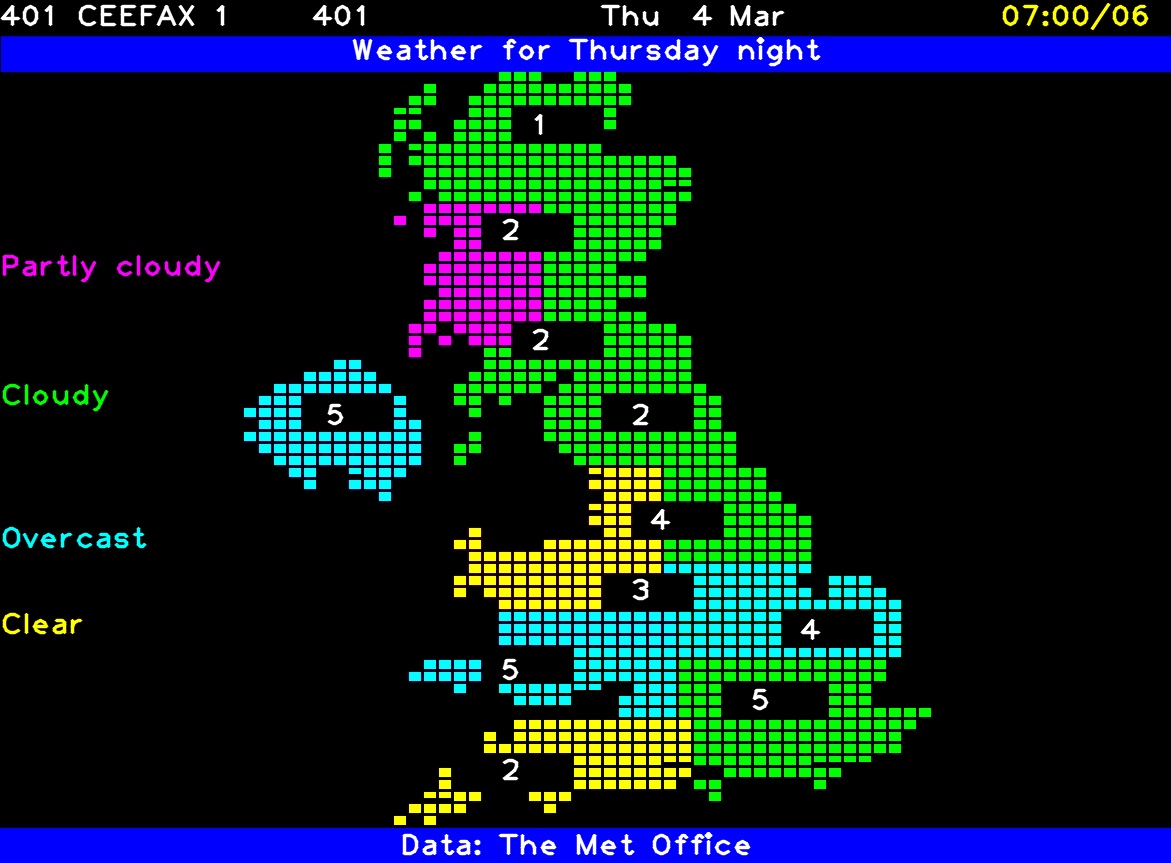 401 CEEFAX 1 401 Thu 4 Mar 07:00/06
Weather for Thursday night
1
2
Partly cloudy
2
Cloudy
5 2
4
Overcast
3
Clear
4
5
5
2
Data: The Met Office